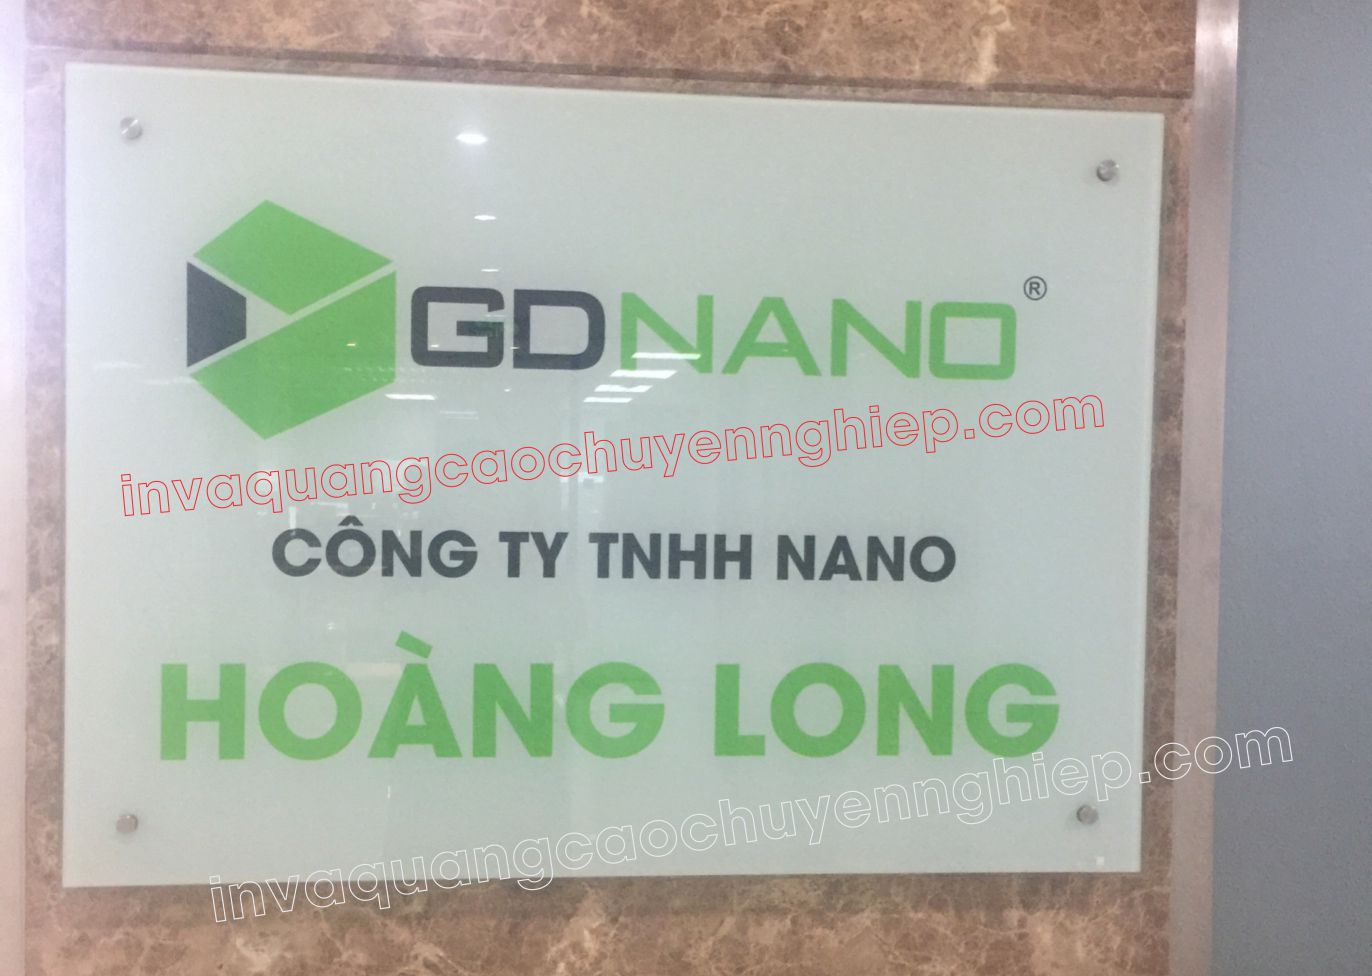 GDNANO®
invaquangcaochuyennghiep.com
CÔNG TY TNHH NANO
HOÀNG LONG
invaquangcaochuyennghiep.com